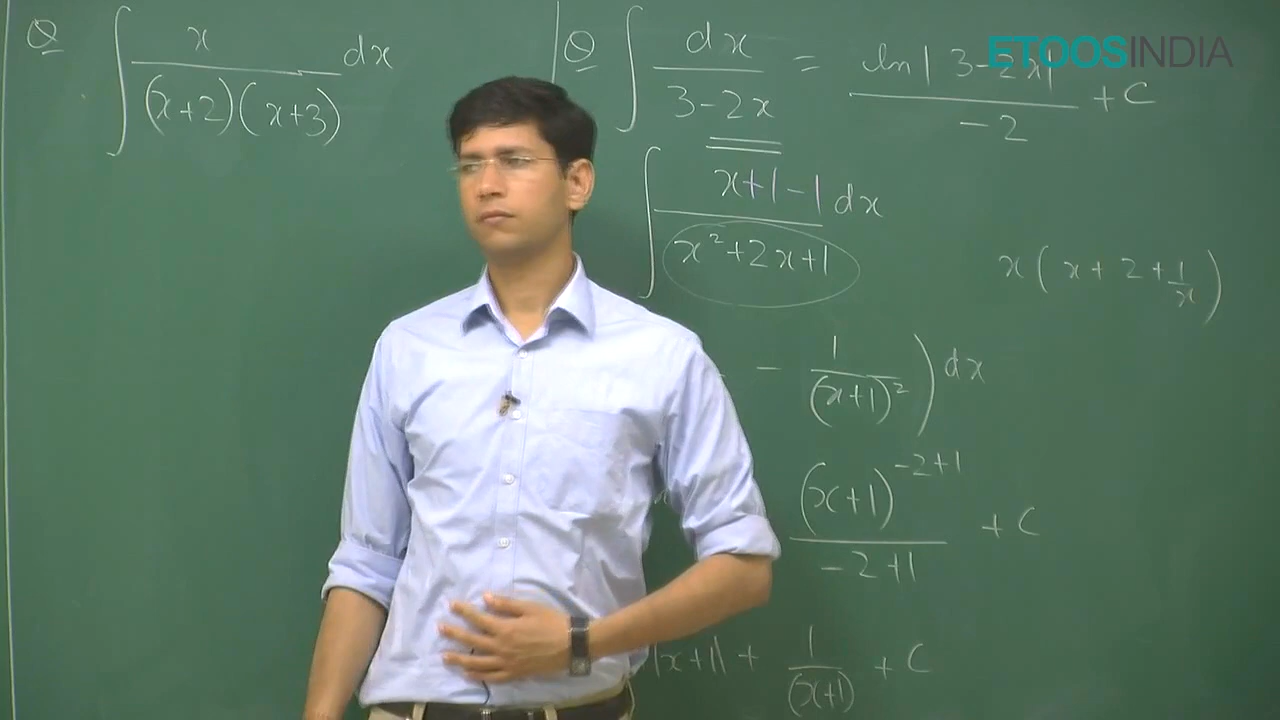 Q ∫ x / (x+2)(x+3) dx
Q ∫ dx / 3-2x = ln|3-2x| / -2 + C
ETOOSINDIA
∫ x+1-1 / x²+2x+1 dx
x(x+2+1/x)
- 1/(x+1)²) dx
(x+1)^-2+1 / -2+1 + C
|x+1| + 1/(x+1) + C